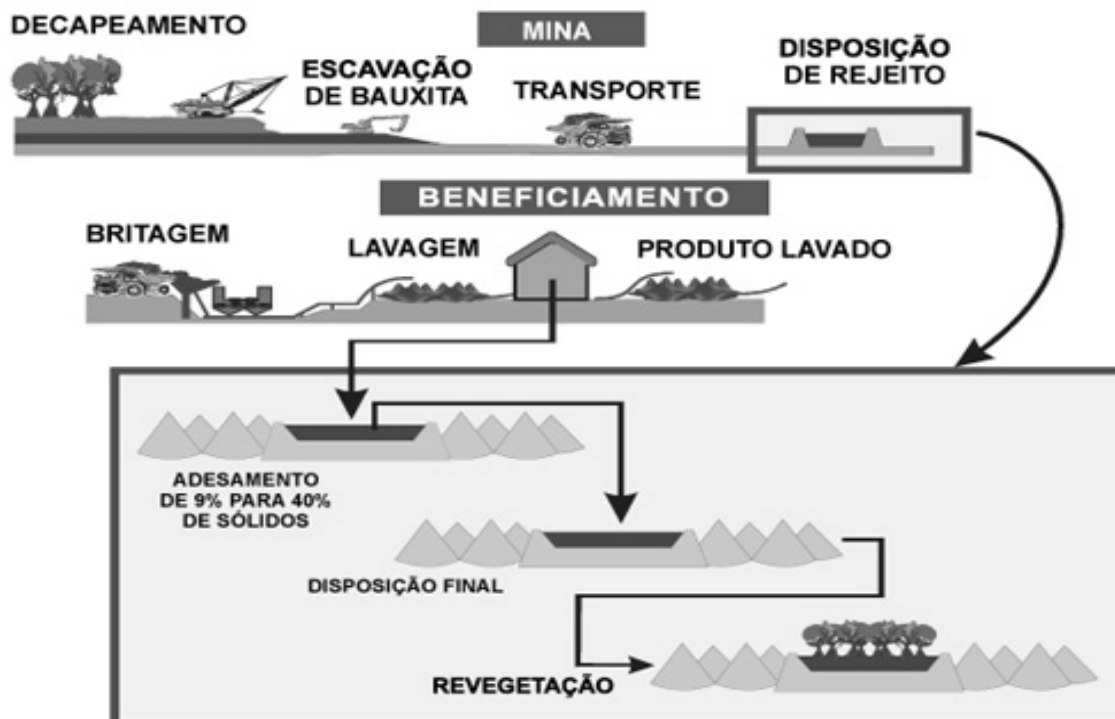 DECAPEAMENTO
MINA
ESCAVAÇÃO
DE BAUXITA
TRANSPORTE
DISPOSIÇÃO
DE REJEITO
BENEFICIAMENTO
BRITAGEM
LAVAGEM
PRODUTO LAVADO
ADESAMENTO
DE 9% PARA 40%
DE SÓLIDOS
DISPOSIÇÃO FINAL
REVEGETAÇÃO